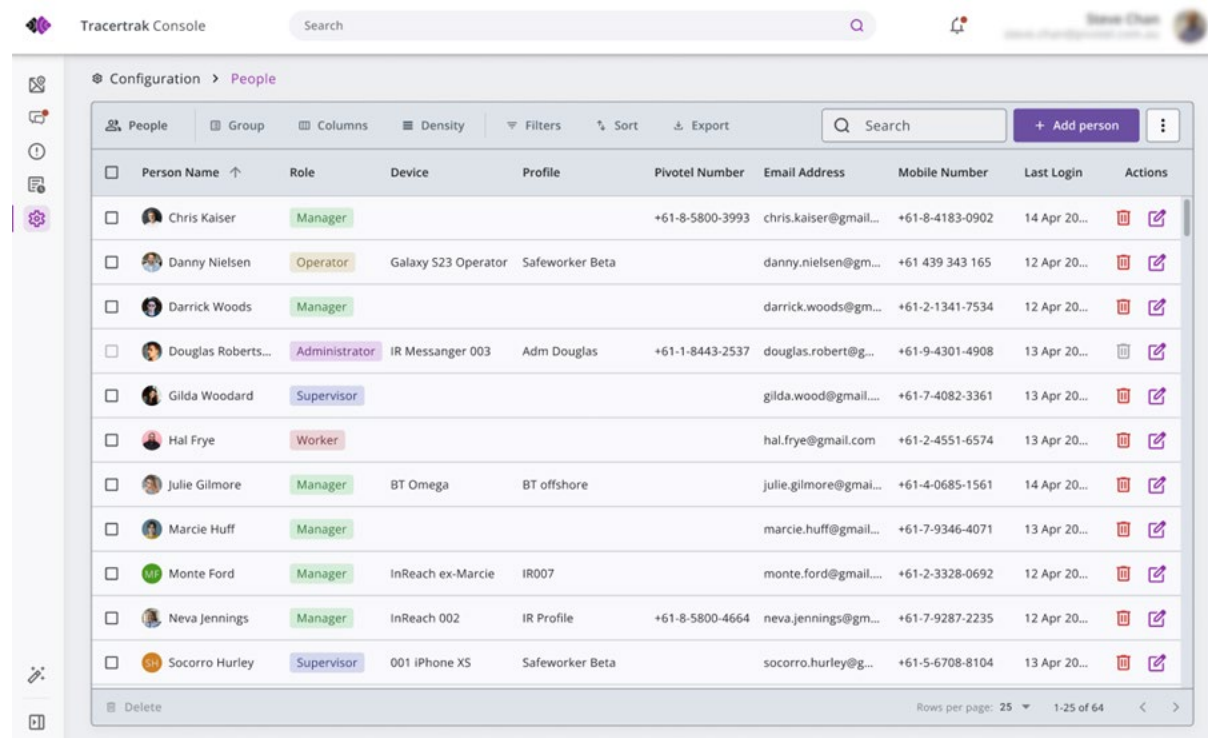 Tracertrak Console Search
Configuration > People
People Group Columns Density Filters Sort Export Search + Add person
Person Name ↑ Role Device Profile Pivotel Number Email Address Mobile Number Last Login Actions
Chris Kaiser Manager +61-8-5800-3993 chris.kaiser@gmail... +61-8-4183-0902 14 Apr 20...
Danny Nielsen Operator Galaxy S23 Operator Safeworker Beta danny.nielsen@gm... +61 439 343 165 12 Apr 20...
Darrick Woods Manager darrick.woods@gm... +61-2-1341-7534 12 Apr 20...
Douglas Roberts... Administrator IR Messanger 003 Adm Douglas +61-1-8443-2537 douglas.robert@g... +61-9-4301-4908 13 Apr 20...
Gilda Woodard Supervisor gilda.wood@gmail.... +61-7-4082-3361 13 Apr 20...
Hal Frye Worker hal.frye@gmail.com +61-2-4551-6574 13 Apr 20...
Julie Gilmore Manager BT Omega BT offshore julie.gilmore@gmai... +61-4-0685-1561 14 Apr 20...
Marcie Huff Manager marcie.huff@gmail... +61-7-9346-4071 13 Apr 20...
MF Monte Ford Manager InReach ex-Marcie IR007 monte.ford@gmail.... +61-2-3328-0692 12 Apr 20...
Neva Jennings Manager InReach 002 IR Profile +61-8-5800-4664 neva.jennings@gm... +61-7-9287-2235 12 Apr 20...
SH Socorro Hurley Supervisor 001 iPhone XS Safeworker Beta socorro.hurley@g... +61-5-6708-8104 13 Apr 20...
Delete Rows per page: 25 1-25 of 64 < >